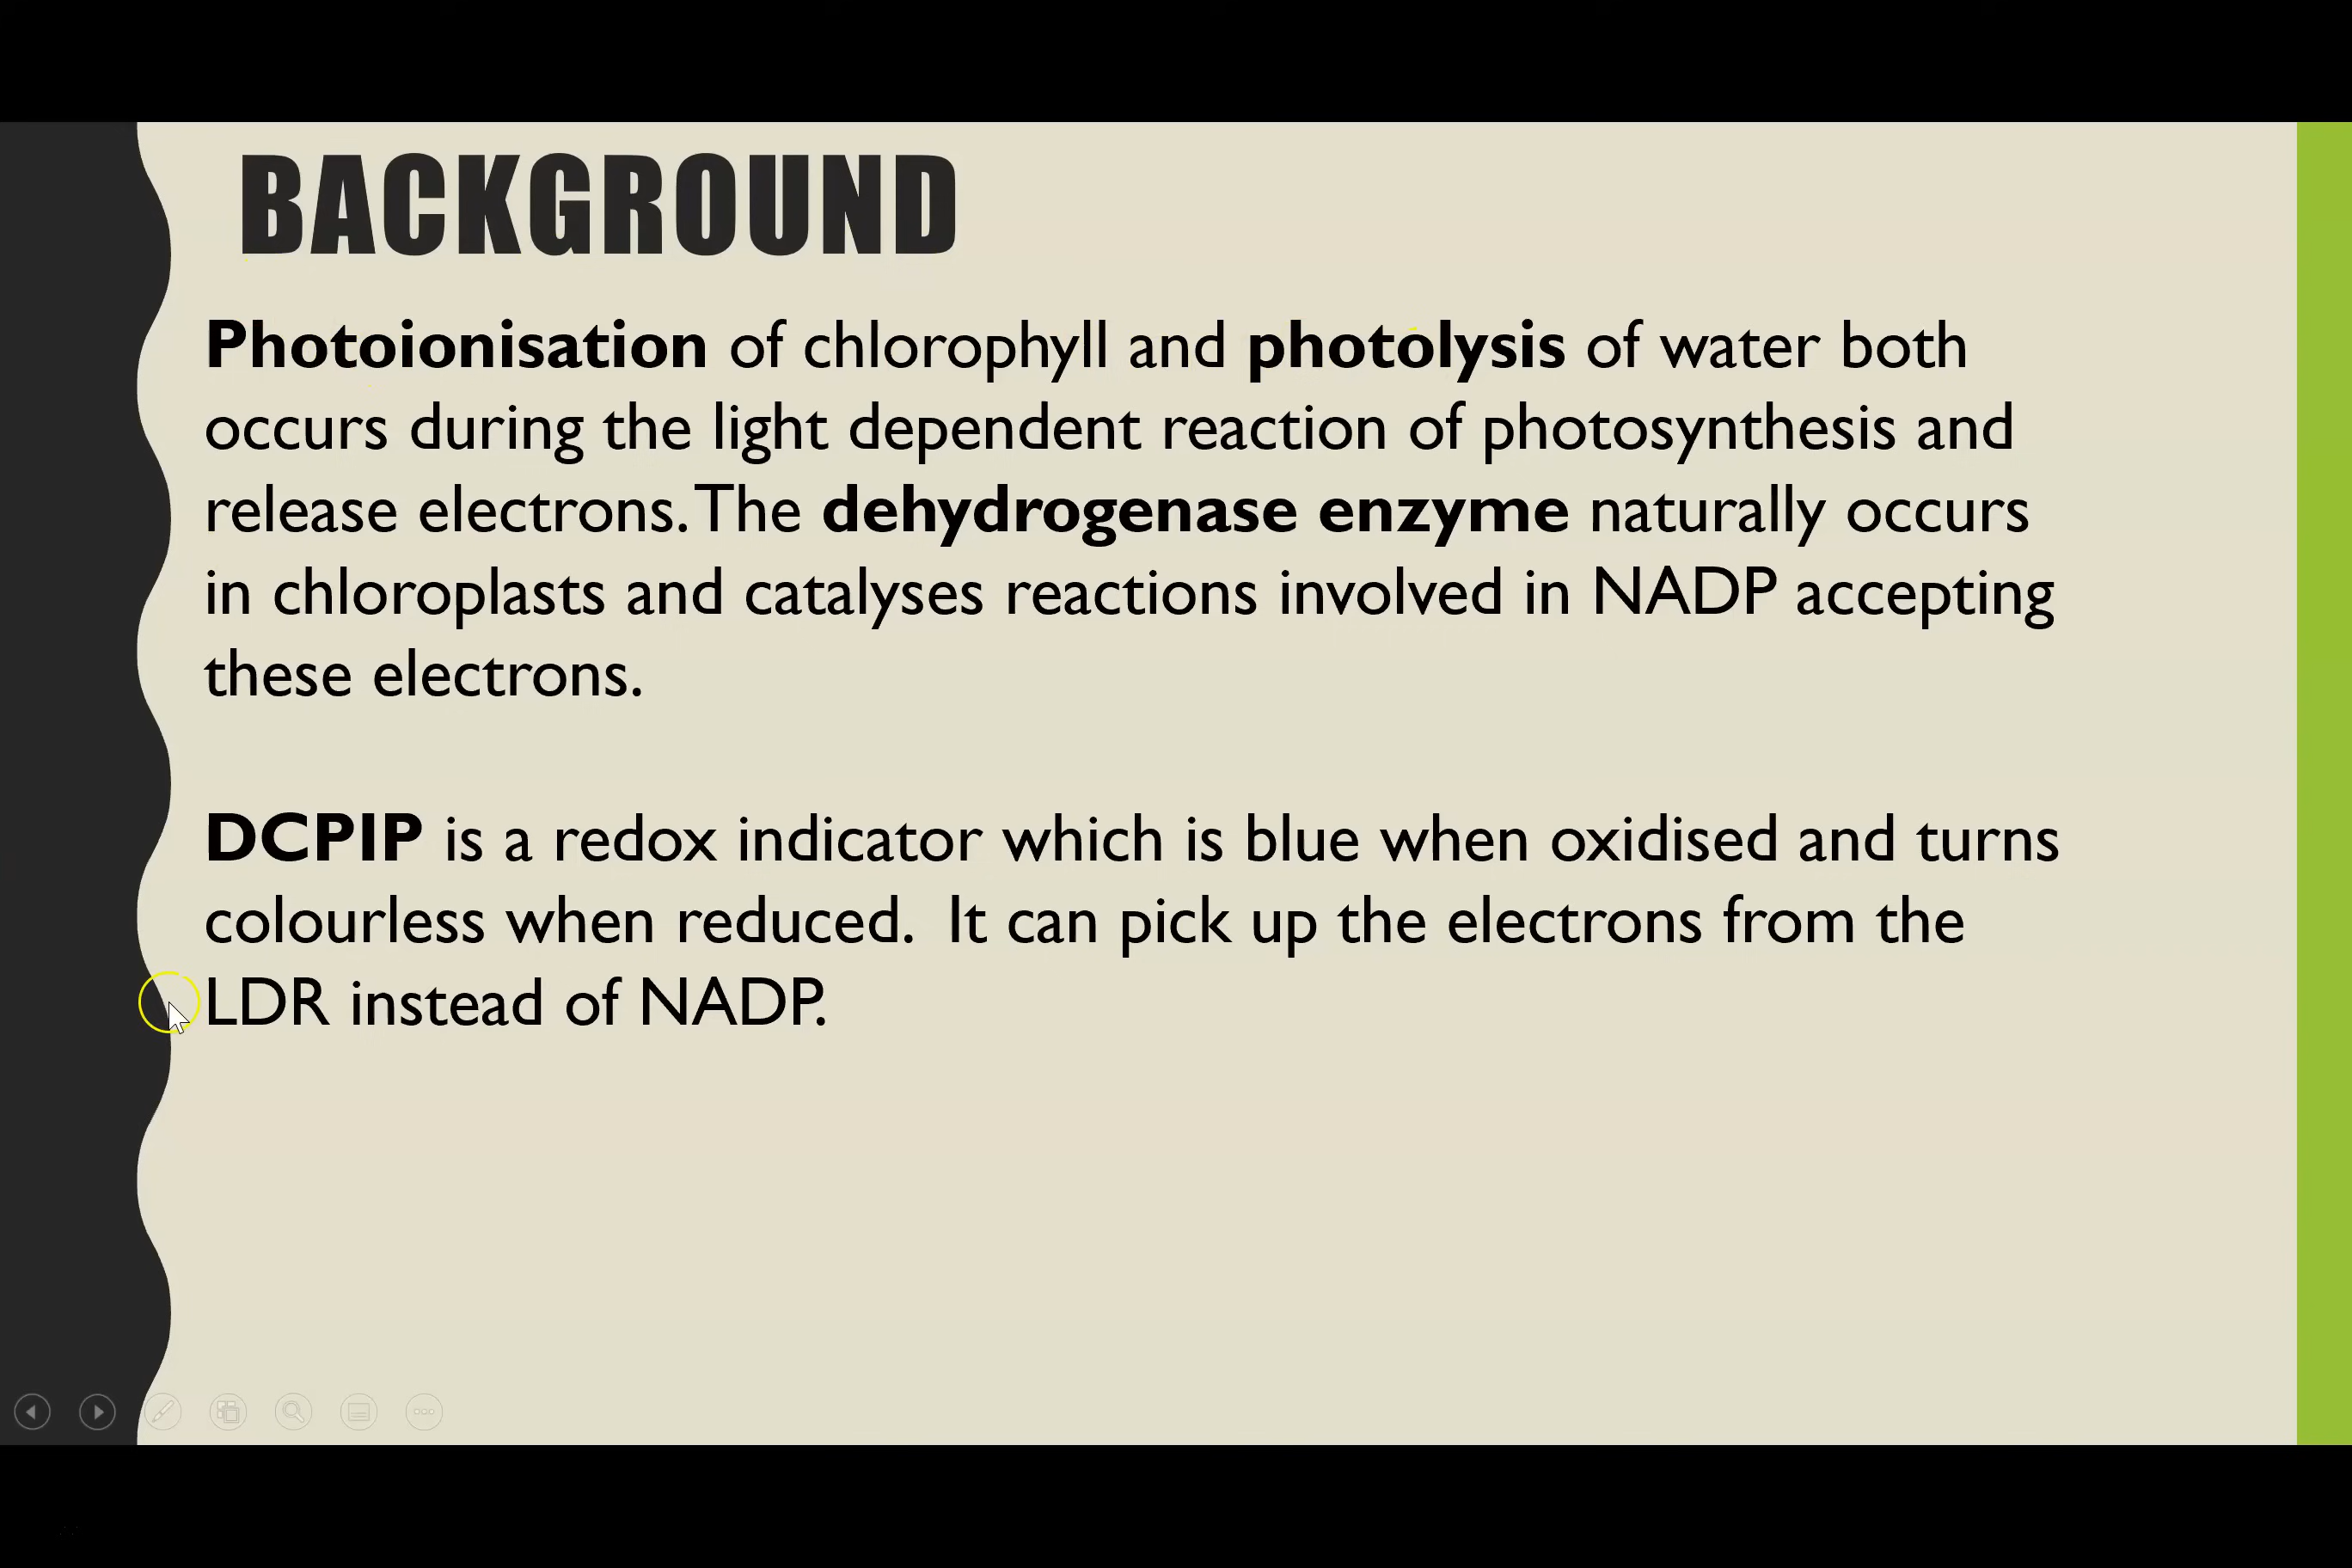 BACKGROUND
Photoionisation of chlorophyll and photolysis of water both
occurs during the light dependent reaction of photosynthesis and
release electrons. The dehydrogenase enzyme naturally occurs
in chloroplasts and catalyses reactions involved in NADP accepting
these electrons.
DCPIP is a redox indicator which is blue when oxidised and turns
colourless when reduced.  It can pick up the electrons from the
LDR instead of NADP.